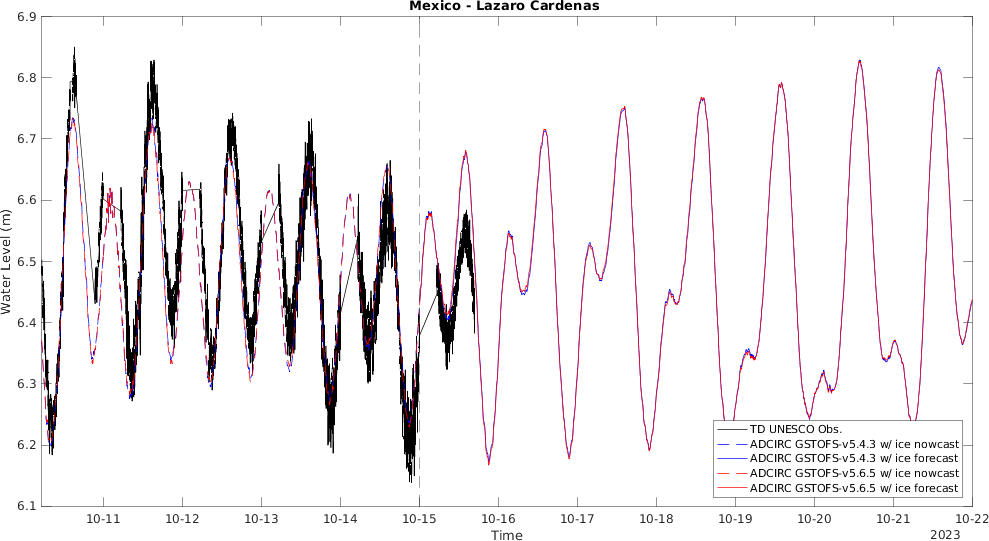 Mexico - Lazaro Cardenas
6.9
6.8
6.7
6.6
6.5
6.4
6.3
6.2
6.1
Water Level (m)
TD UNESCO Obs.
ADCIRC GSTOFS-v5.4.3 w/ ice nowcast
ADCIRC GSTOFS-v5.4.3 w/ ice forecast
ADCIRC GSTOFS-v5.6.5 w/ ice nowcast
ADCIRC GSTOFS-v5.6.5 w/ ice forecast
10-11 10-12 10-13 10-14 10-15 10-16 10-17 10-18 10-19 10-20 10-21 10-22
Time
2023